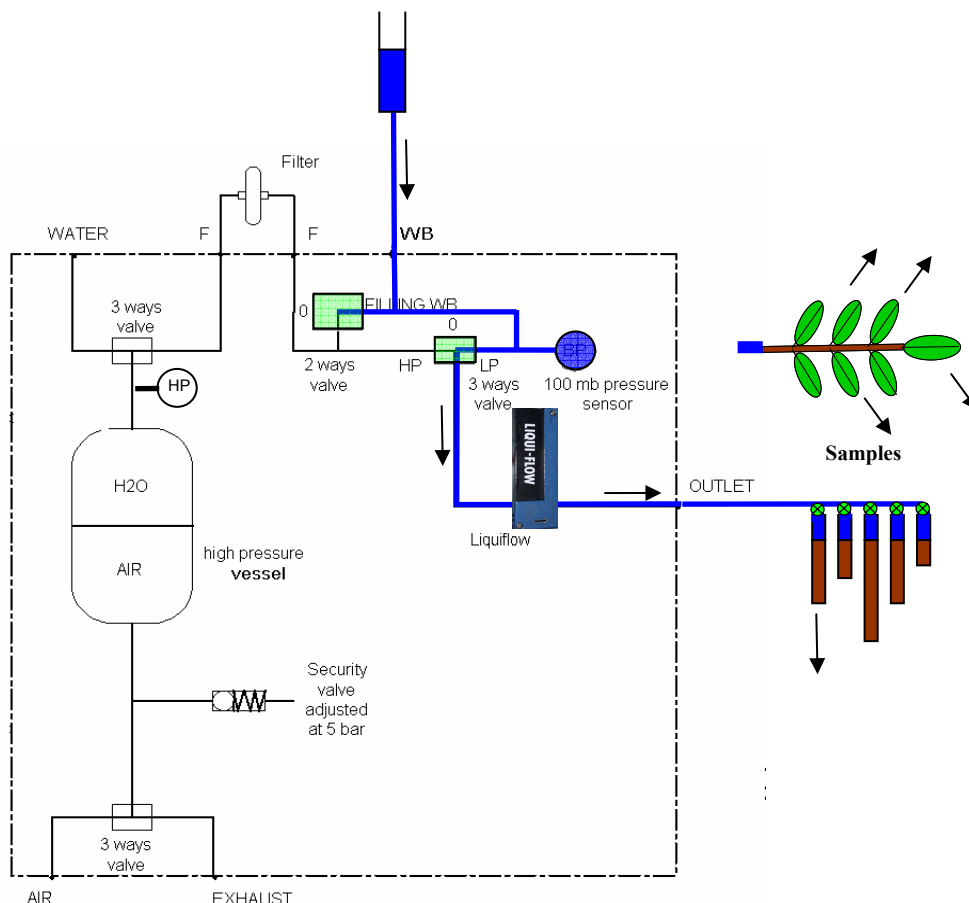 Filter
WATER
F
F
WB
3 ways
valve
0
FILLING WB
0
2 ways
valve
HP
LP
3 ways
valve
BP
100 mb pressure
sensor
HP
LIQUI-FLOW
Samples
H2O
AIR
high pressure
vessel
Liquiflow
OUTLET
Security
valve
adjusted
at 5 bar
3 ways
valve
AIR
EXHAUST